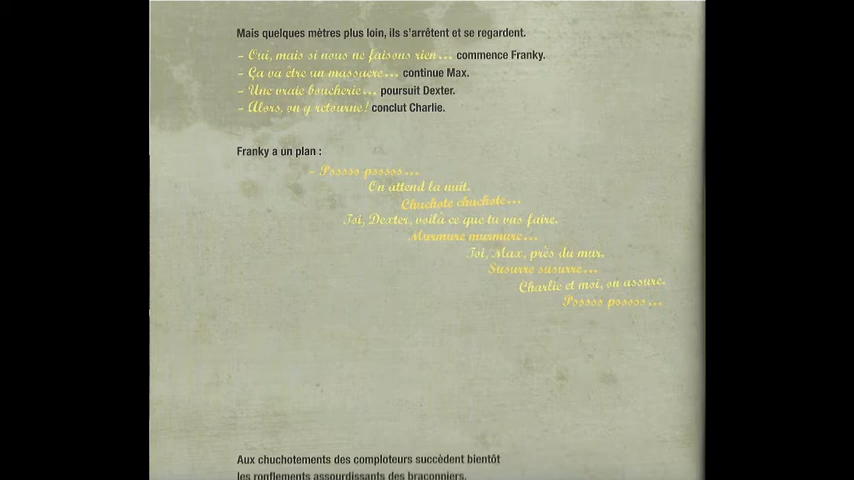 Mais quelques mètres plus loin, ils s'arrêtent et se regardent.
– Oui, mais si nous ne faisons rien... commence Franky.
– Ça va être un massacre... continue Max.
– Une vraie boucherie... poursuit Dexter.
– Alors, on y retourne! conclut Charlie.
Franky a un plan :
– Psssss psssss...
On attend la nuit.
Chuchote chuchote...
Toi, Dexter, voilà ce que tu vas faire.
Murmure murmure...
Toi, Max, près du mur.
Susurre susurre...
Charlie et moi, on assure.
Psssss psssss...
Aux chuchotements des comploteurs succèdent bientôt
les ronflements assourdissants des braconniers.